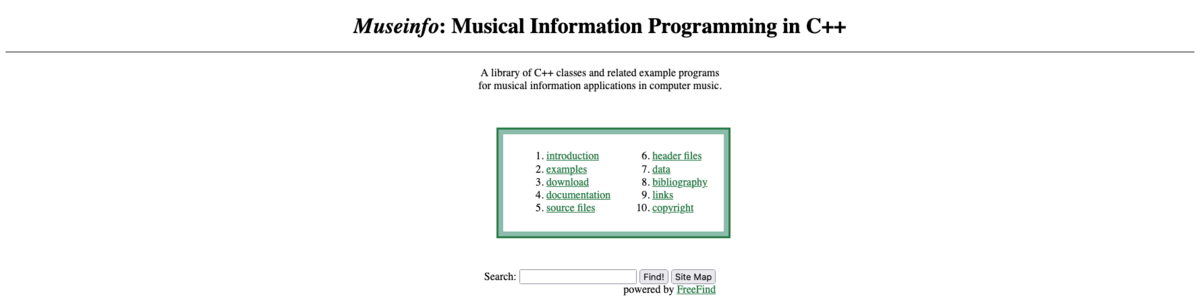 Museinfo: Musical Information Programming in C++
A library of C++ classes and related example programs
for musical information applications in computer music.
1. introduction
2. examples
3. download
4. documentation
5. source files
6. header files
7. data
8. bibliography
9. links
10. copyright
Search: Find! Site Map
powered by FreeFind